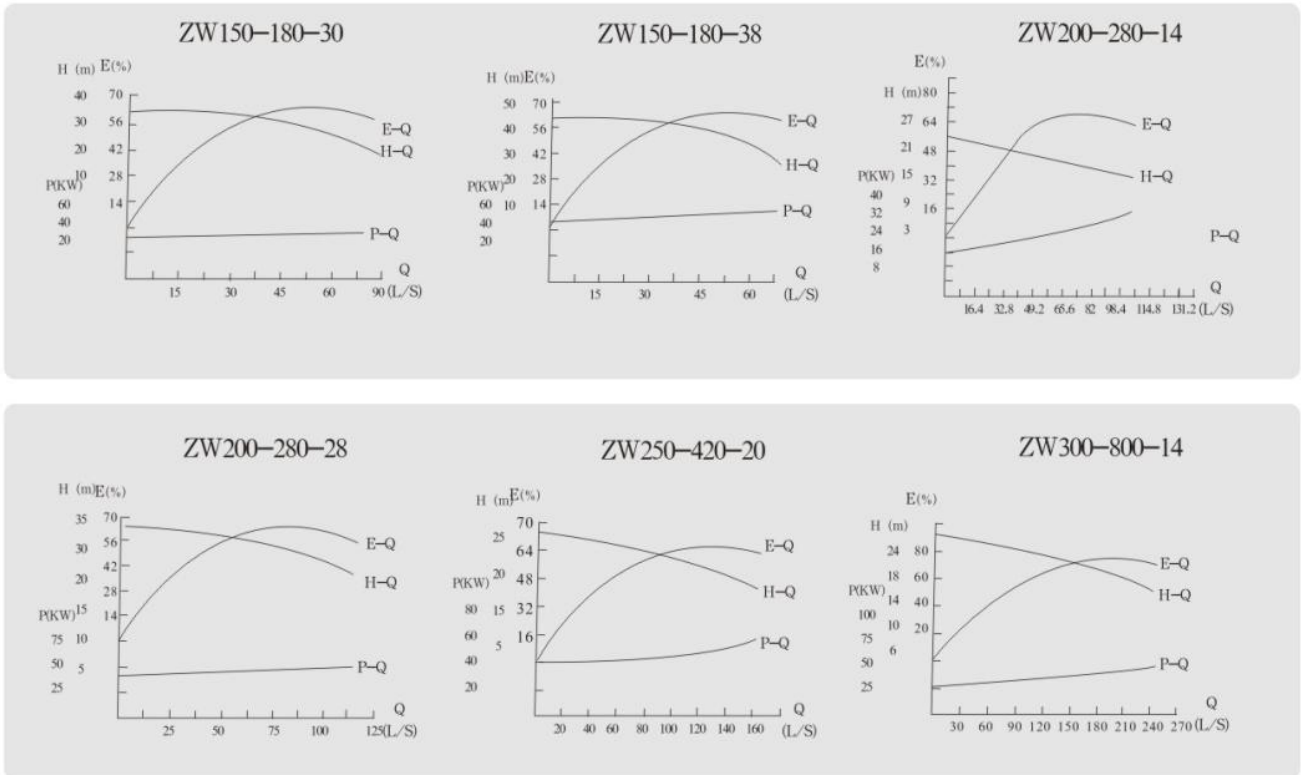 ZW150-180-30
H (m) E(%)
40 70
30 56
20 42
10 28
P(KW)
60 14
40
20
E-Q
H-Q
P-Q
Q
15 30 45 60 90 (L/S)
ZW150-180-38
H (m)E(%)
50 70
40 56
30 42
20 28
P(KW)
60 10 14
40
20
E-Q
H-Q
P-Q
Q
15 30 45 60 (L/S)
ZW200-280-14
E(%)
H (m) 80
27 64
21 48
P(KW) 15 32
40
32 9 16
24 3
16
8
E-Q
H-Q
P-Q
Q
16.4 32.8 49.2 65.6 82 98.4 114.8 131.2 (L/S)
ZW200-280-28
H (m)E(%)
35 70
30 56
42
20 28
P(KW) 15 14
75 10
50 5
25
E-Q
H-Q
P-Q
Q
25 50 75 100 125(L/S)
ZW250-420-20
H (m) E(%)
70
25 64
P(KW) 20 48
80 15 32
60 5 16
40
20
E-Q
H-Q
P-Q
Q
20 40 60 80 100 120 140 160 (L/S)
ZW300-800-14
E(%)
H (m)
24 80
18 60
P(KW) 14 40
100
75 10 20
50 6
25
E-Q
H-Q
P-Q
Q
30 60 90 120 150 180 210 240 270 (L/S)